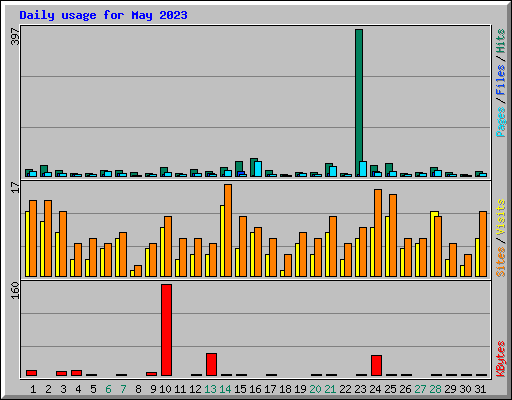 Daily usage for May 2023
397
Pages / Files / Hits
17
Sites / Visits
160
KBytes
1 2 3 4 5 6 7 8 9 10 11 12 13 14 15 16 17 18 19 20 21 22 23 24 25 26 27 28 29 30 31